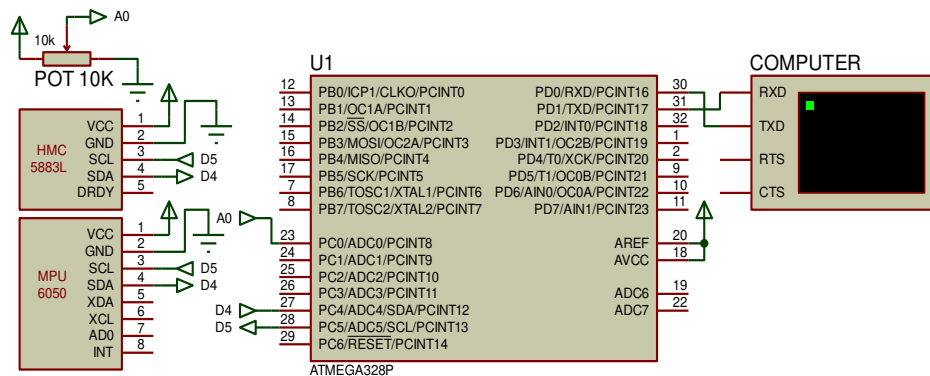 A0
10k
POT 10K
HMC
5883L
VCC 1
GND 2
SCL 3 D5
SDA 4 D4
DRDY 5
MPU
6050
VCC 1
GND 2
SCL 3 D5
SDA 4 D4
XDA 5
XCL 6
AD0 7
INT 8
U1
12 PB0/ICP1/CLKO/PCINT0
13 PB1/OC1A/PCINT1
14 PB2/SS/OC1B/PCINT2
15 PB3/MOSI/OC2A/PCINT3
16 PB4/MISO/PCINT4
17 PB5/SCK/PCINT5
7 PB6/TOSC1/XTAL1/PCINT6
8 PB7/TOSC2/XTAL2/PCINT7
A0
23 PC0/ADC0/PCINT8
24 PC1/ADC1/PCINT9
25 PC2/ADC2/PCINT10
26 PC3/ADC3/PCINT11
D4 27 PC4/ADC4/SDA/PCINT12
D5 28 PC5/ADC5/SCL/PCINT13
29 PC6/RESET/PCINT14
PD0/RXD/PCINT16 30
PD1/TXD/PCINT17 31
PD2/INT0/PCINT18 32
PD3/INT1/OC2B/PCINT19 1
PD4/T0/XCK/PCINT20 2
PD5/T1/OC0B/PCINT21 9
PD6/AIN0/OC0A/PCINT22 10
PD7/AIN1/PCINT23 11
AREF 20
AVCC 18
ADC6 19
ADC7 22
ATMEGA328P
COMPUTER
RXD
TXD
RTS
CTS